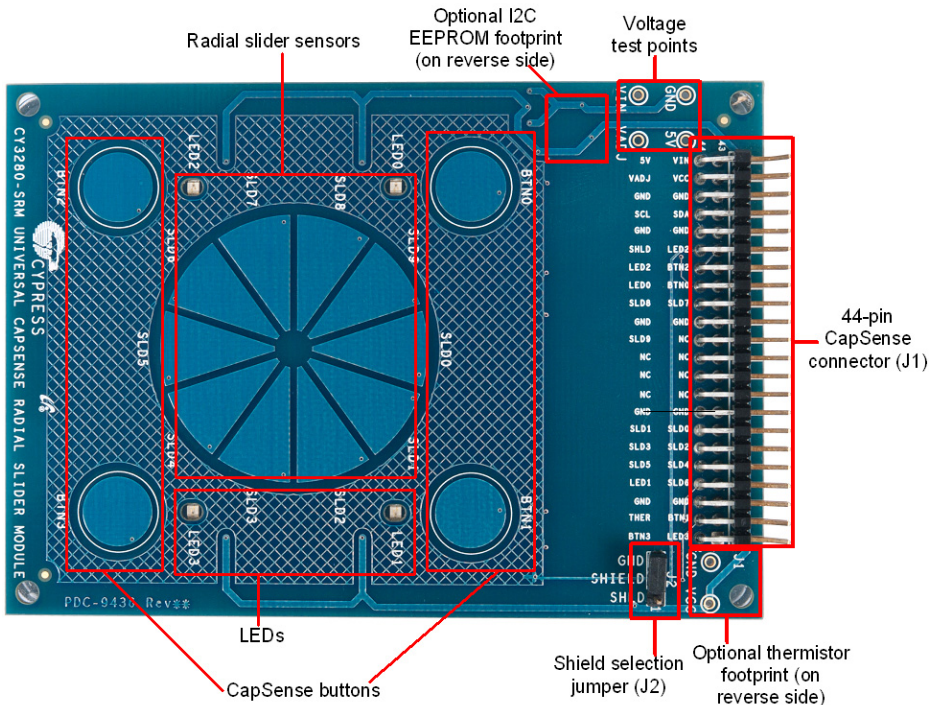 Radial slider sensors
Optional I2C
EEPROM footprint
(on reverse side)
Voltage
test points
VIN
GND
VADJ
5V
CY3280-SRM UNIVERSAL CAPSENSE RADIAL SLIDER MODULE
CYPRESS
BTN2
LED2
SLD7
SLD8
LED0
BTN0
SLD6
SLD9
SLD5
SLD0
SLD4
SLD1
BTN3
LED3
SLD3
SLD2
LED1
BTN1
PDC-9436 Rev**
5V VIN
VADJ VCC
GND GND
SCL SDA
GND GND
SHLD LED2
LED2 BTN2
LED0 BTN0
SLD8 SLD7
GND GND
SLD9 NC
NC NC
NC NC
NC NC
GND GND
SLD1 SLD0
SLD3 SLD2
SLD5 SLD4
LED1 SLD6
GND GND
THER BTN1
BTN3 LED3
44-pin
CapSense
connector (J1)
GND
SHIELD
SHLD
J2
GND
J1
VCC
LEDs
CapSense buttons
Shield selection
jumper (J2)
Optional thermistor
footprint (on
reverse side)